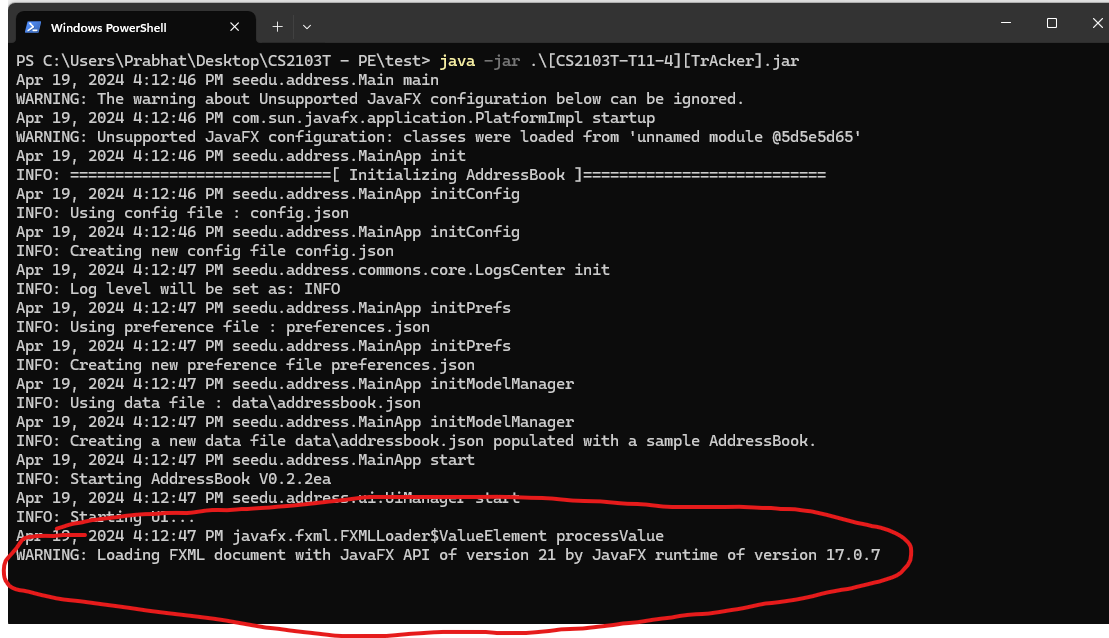 Windows PowerShell
PS C:\Users\Prabhat\Desktop\CS2103T - PE\test> java -jar .\[CS2103T-T11-4][TrAcker].jar
Apr 19, 2024 4:12:46 PM seedu.address.Main main
WARNING: The warning about Unsupported JavaFX configuration below can be ignored.
Apr 19, 2024 4:12:46 PM com.sun.javafx.application.PlatformImpl startup
WARNING: Unsupported JavaFX configuration: classes were loaded from 'unnamed module @5d5e5d65'
Apr 19, 2024 4:12:46 PM seedu.address.MainApp init
INFO: =============================[ Initializing AddressBook ]===========================
Apr 19, 2024 4:12:46 PM seedu.address.MainApp initConfig
INFO: Using config file : config.json
Apr 19, 2024 4:12:46 PM seedu.address.MainApp initConfig
INFO: Creating new config file config.json
Apr 19, 2024 4:12:47 PM seedu.address.commons.core.LogsCenter init
INFO: Log level will be set as: INFO
Apr 19, 2024 4:12:47 PM seedu.address.MainApp initPrefs
INFO: Using preference file : preferences.json
Apr 19, 2024 4:12:47 PM seedu.address.MainApp initPrefs
INFO: Creating new preference file preferences.json
Apr 19, 2024 4:12:47 PM seedu.address.MainApp initModelManager
INFO: Using data file : data\addressbook.json
Apr 19, 2024 4:12:47 PM seedu.address.MainApp initModelManager
INFO: Creating a new data file data\addressbook.json populated with a sample AddressBook.
Apr 19, 2024 4:12:47 PM seedu.address.MainApp start
INFO: Starting AddressBook V0.2.2ea
Apr 19, 2024 4:12:47 PM seedu.address.ui.UiManager start
INFO: Starting UI...
Apr 19, 2024 4:12:47 PM javafx.fxml.FXMLLoader$ValueElement processValue
WARNING: Loading FXML document with JavaFX API of version 21 by JavaFX runtime of version 17.0.7